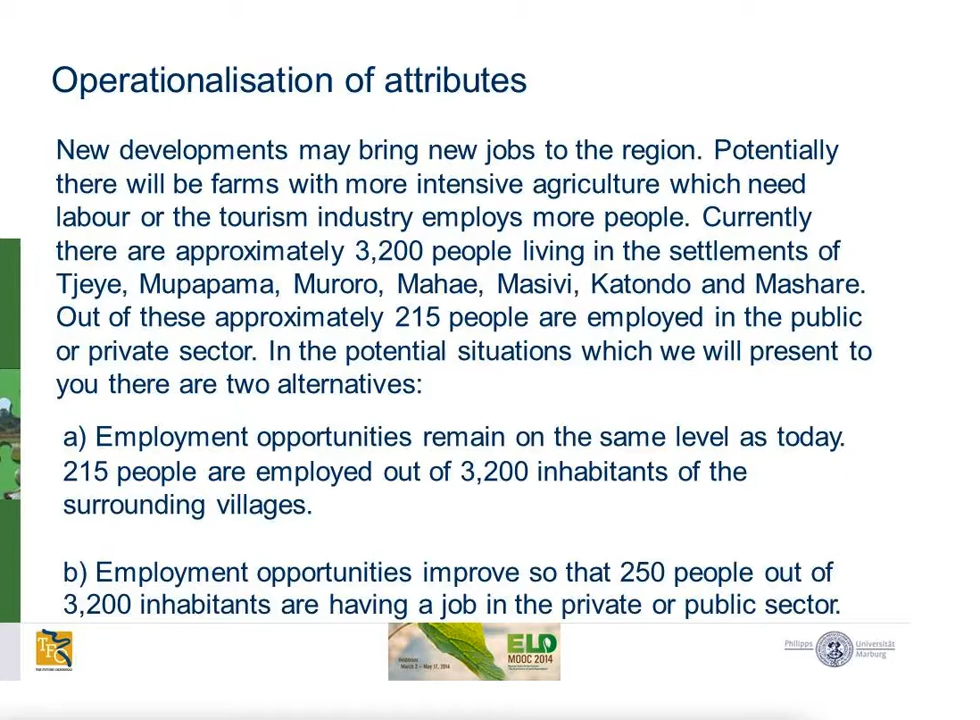 Operationalisation of attributes
New developments may bring new jobs to the region. Potentially
there will be farms with more intensive agriculture which need
labour or the tourism industry employs more people. Currently
there are approximately 3,200 people living in the settlements of
Tjeye, Mupapama, Muroro, Mahae, Masivi, Katondo and Mashare.
Out of these approximately 215 people are employed in the public
or private sector. In the potential situations which we will present to
you there are two alternatives:
a) Employment opportunities remain on the same level as today.
215 people are employed out of 3,200 inhabitants of the
surrounding villages.
b) Employment opportunities improve so that 250 people out of
3,200 inhabitants are having a job in the private or public sector.
TFO
ELD
MOOC 2014
March 2 – May 17, 2014
Philipps Universität
Marburg